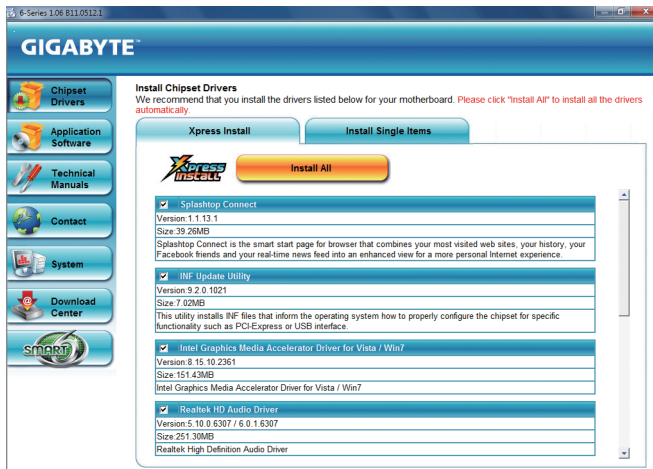 6-Series 1.06 B11.0512.1
GIGABYTE™
Chipset
Drivers
Application
Software
Technical
Manuals
Contact
System
Download
Center
SMART 6
Install Chipset Drivers
We recommend that you install the drivers listed below for your motherboard. Please click "Install All" to install all the drivers
automatically.
Xpress Install
Install Single Items
Xpress
INSTALL
Install All
Splashtop Connect
Version:1.1.13.1
Size:39.26MB
Splashtop Connect is the smart start page for browser that combines your most visited web sites, your history, your
Facebook friends and your real-time news feed into an enhanced view for a more personal Internet experience.
INF Update Utility
Version:9.2.0.1021
Size:7.02MB
This utility installs INF files that inform the operating system how to properly configure the chipset for specific
functionality such as PCI-Express or USB interface.
Intel Graphics Media Accelerator Driver for Vista / Win7
Version:8.15.10.2361
Size:151.43MB
Intel Graphics Media Accelerator Driver for Vista / Win7
Realtek HD Audio Driver
Version:5.10.0.6307 / 6.0.1.6307
Size:251.30MB
Realtek High Definition Audio Driver